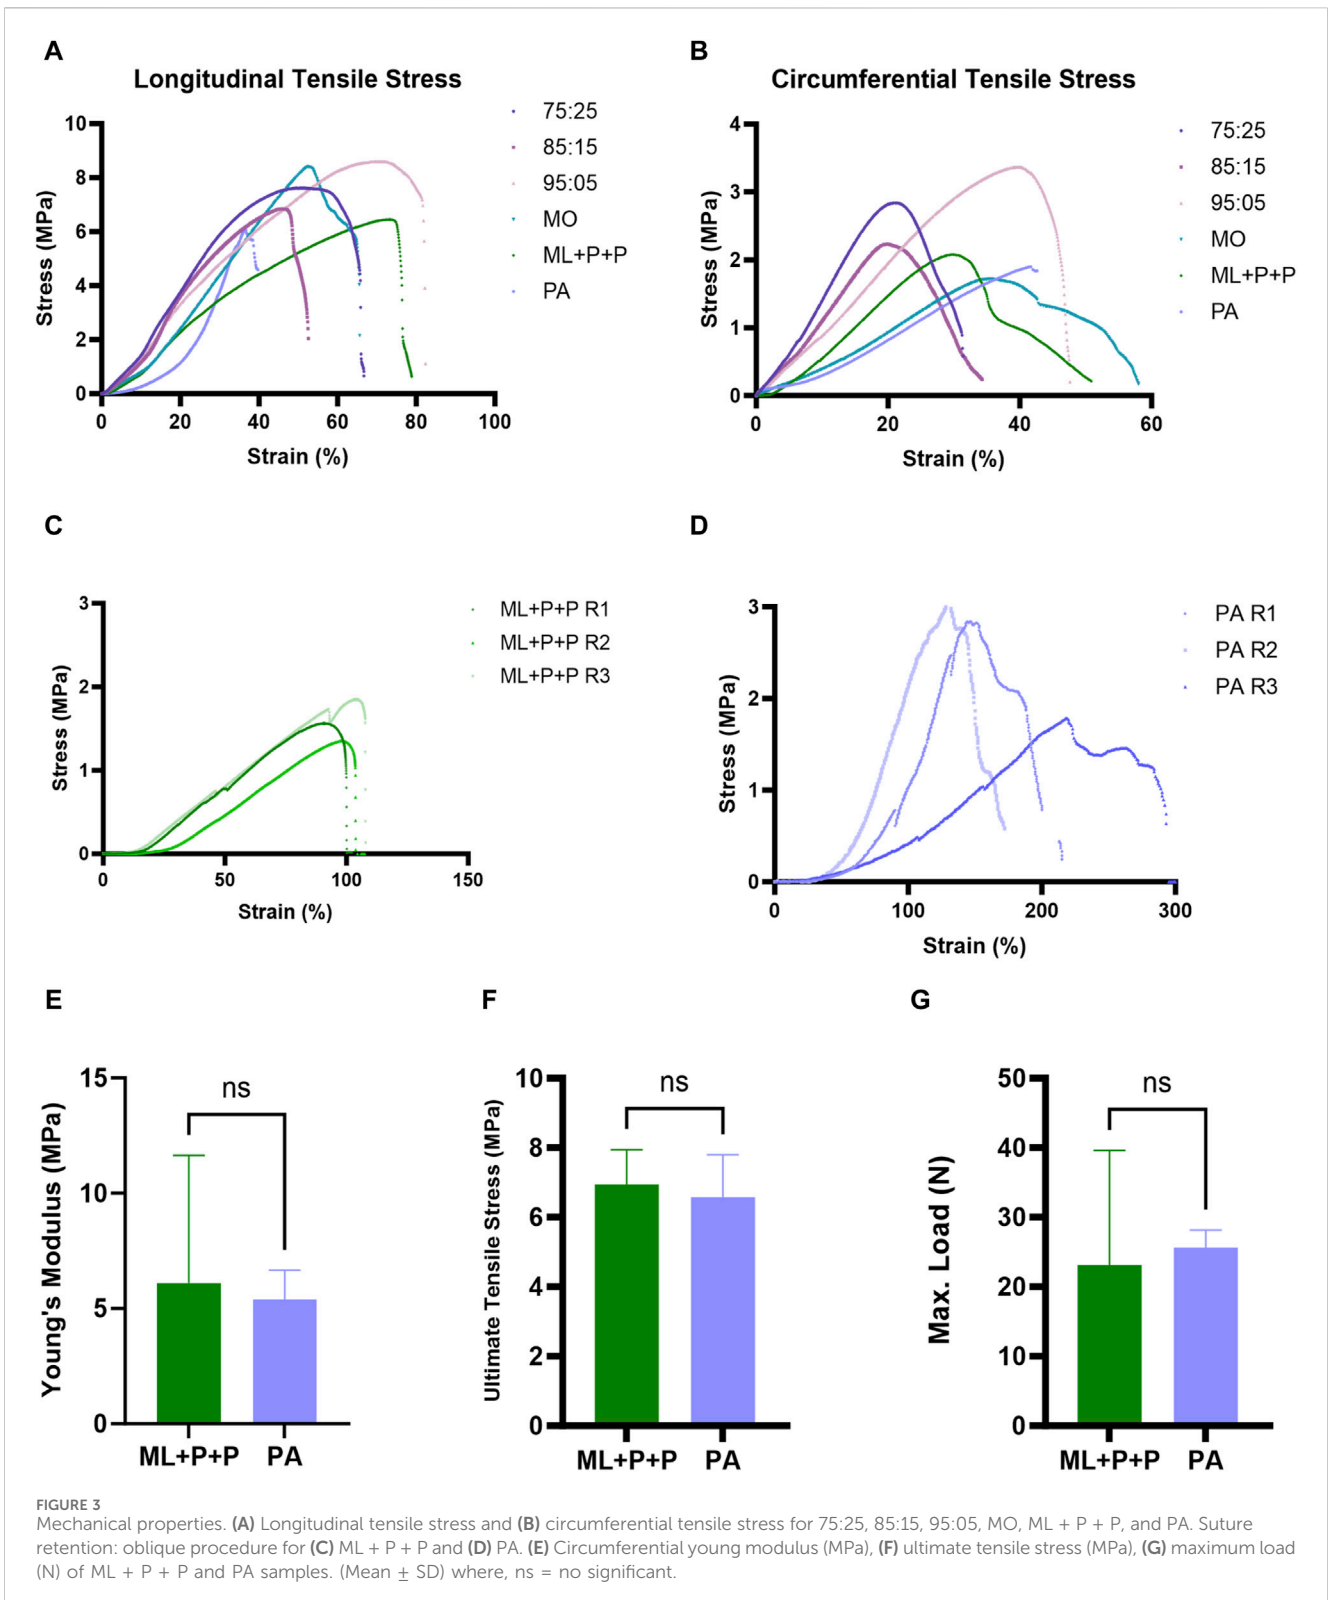 A
Longitudinal Tensile Stress
Stress (MPa)
10
8
6
4
2
0
0 20 40 60 80 100
Strain (%)
75:25
85:15
95:05
MO
ML+P+P
PA
B
Circumferential Tensile Stress
Stress (MPa)
4
3
2
1
0
0 20 40 60
Strain (%)
75:25
85:15
95:05
MO
ML+P+P
PA
C
Stress (MPa)
3
2
1
0
0 50 100 150
Strain (%)
ML+P+P R1
ML+P+P R2
ML+P+P R3
D
Stress (MPa)
3
2
1
0
0 100 200 300
Strain (%)
PA R1
PA R2
PA R3
E
Young's Modulus (MPa)
15
10
5
0
ns
ML+P+P PA
F
Ultimate Tensile Stress (MPa)
10
8
6
4
2
0
ns
ML+P+P PA
G
Max. Load (N)
50
40
30
20
10
0
ns
ML+P+P PA
FIGURE 3
Mechanical properties. (A) Longitudinal tensile stress and (B) circumferential tensile stress for 75:25, 85:15, 95:05, MO, ML + P + P, and PA. Suture
retention: oblique procedure for (C) ML + P + P and (D) PA. (E) Circumferential young modulus (MPa), (F) ultimate tensile stress (MPa), (G) maximum load
(N) of ML + P + P and PA samples. (Mean ± SD) where, ns = no significant.